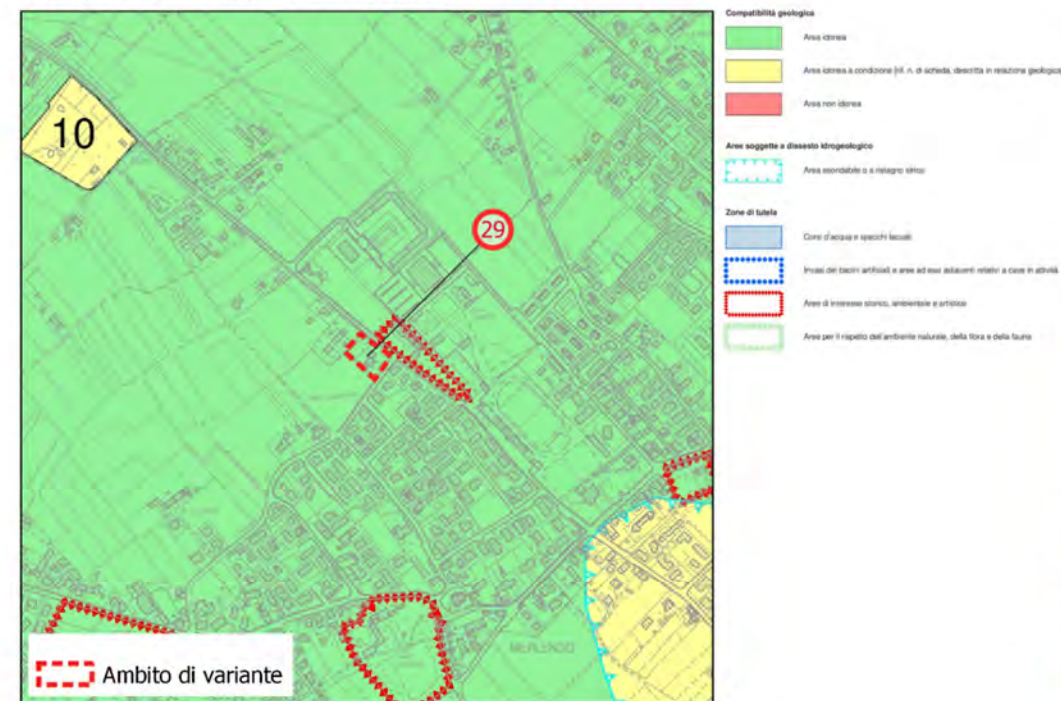 10
29
MERLENGO
Ambito di variante
Compatibilità geologica
Area idonea
Area idonea a condizione [rif. n. di scheda, descritta in relazione geologica
Area non idonea
Aree soggette a dissesto idrogeologico
Area esondabile o a ristagno idrico
Zone di tutela
Corsi d'acqua e specchi lacuali
Invasi dei bacini artificiali e aree ad essi adiacenti relativi a cave in attività
Aree di interesse storico, ambientale e artistico
Aree per il rispetto dell'ambiente naturale, della flora e della fauna